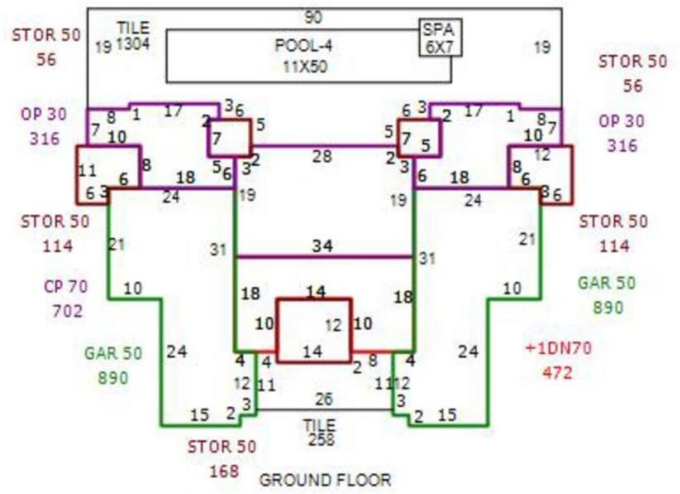 90
STOR 50
56
19
TILE
1304
POOL-4
11X50
SPA
6X7
19
STOR 50
56
OP 30
316
8 1 17 3 6
7 10 2 7 5
6 3 17 1 8
5 7 5 2 10 7
OP 30
316
11 6 8 18 5 6 3 2
28
2 3 6 18 8 12 6
6 3 24 19
19 24 3 6
STOR 50
114
STOR 50
114
21 31
34
31 21
CP 70
702
10
18 14 18
10
GAR 50
890
10 12 10
GAR 50
890
24
4 4 14 2 8 4
24
+1DN70
472
12 11
11 12
15 2 3
26
3 2 15
TILE
258
STOR 50
168
GROUND FLOOR